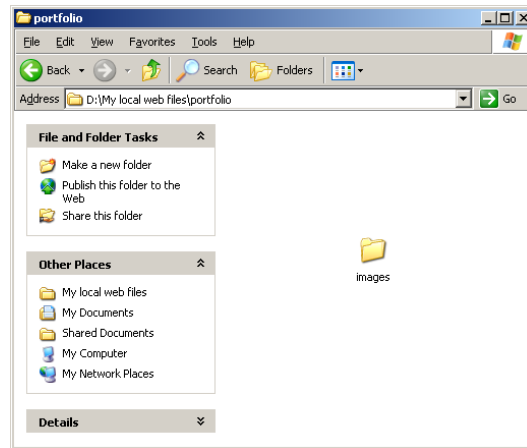 portfolio
File Edit View Favorites Tools Help
Back Search Folders
Address D:\My local web files\portfolio Go
File and Folder Tasks
Make a new folder
Publish this folder to the
Web
Share this folder
images
Other Places
My local web files
My Documents
Shared Documents
My Computer
My Network Places
Details